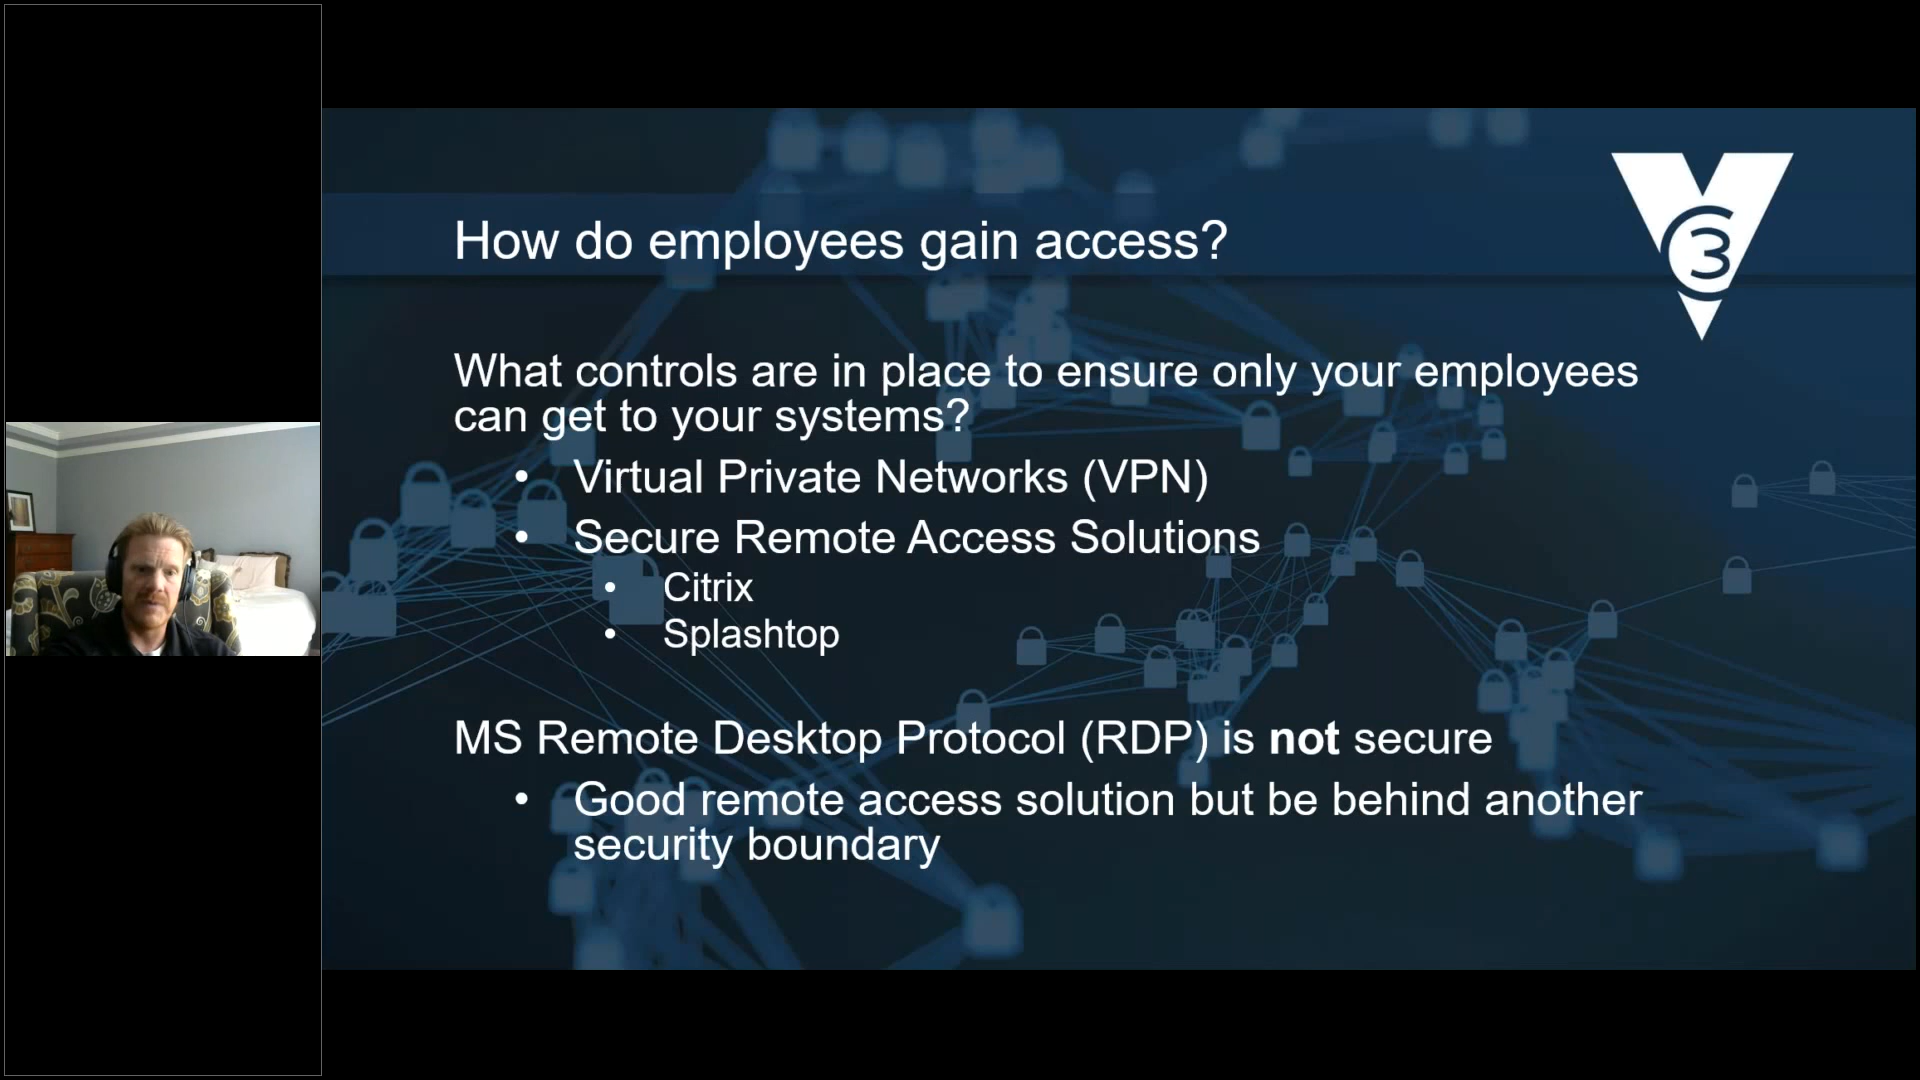 How do employees gain access?
3
What controls are in place to ensure only your employees
can get to your systems?
• Virtual Private Networks (VPN)
• Secure Remote Access Solutions
• Citrix
• Splashtop
MS Remote Desktop Protocol (RDP) is not secure
• Good remote access solution but be behind another
security boundary